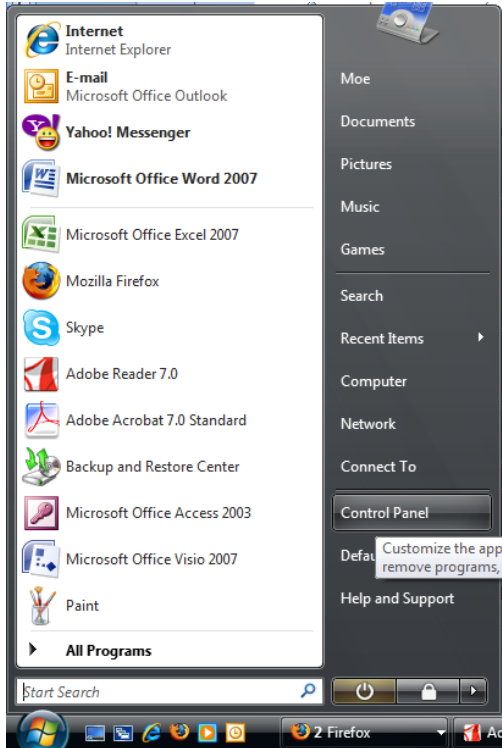 Internet
Internet Explorer
E-mail
Microsoft Office Outlook
Yahoo! Messenger
Microsoft Office Word 2007
Microsoft Office Excel 2007
Mozilla Firefox
Skype
Adobe Reader 7.0
Adobe Acrobat 7.0 Standard
Backup and Restore Center
Microsoft Office Access 2003
Microsoft Office Visio 2007
Paint
All Programs
Start Search
Moe
Documents
Pictures
Music
Games
Search
Recent Items
Computer
Network
Connect To
Control Panel
Customize the app
remove programs,
Defau
Help and Support
2 Firefox